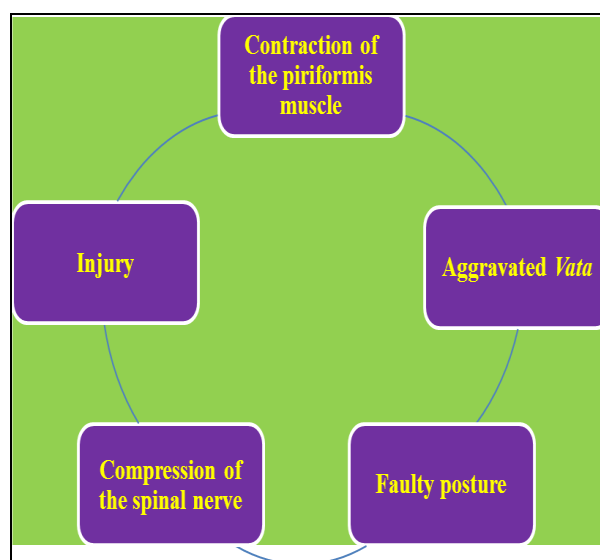 Contraction of
the piriformis
muscle
Injury
Aggravated Vata
Compression of
the spinal nerve
Faulty posture